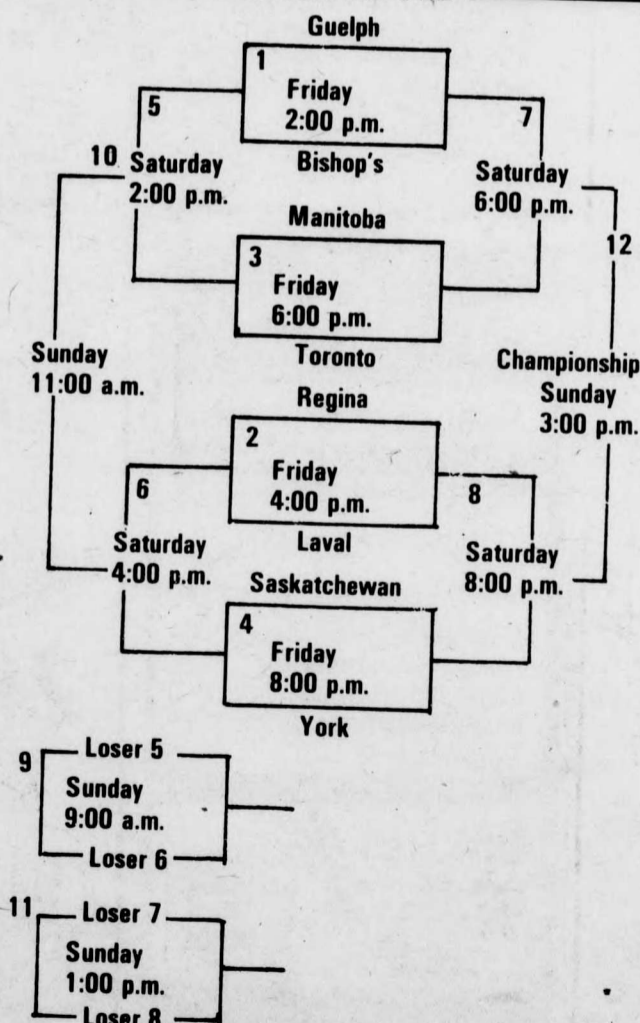 Guelph
1
Friday
2:00 p.m.
Bishop's
5
7
10 Saturday
2:00 p.m.
Saturday
6:00 p.m.
Manitoba
3
Friday
6:00 p.m.
Toronto
12
Sunday
11:00 a.m.
Championship
Sunday
3:00 p.m.
Regina
2
Friday
4:00 p.m.
Laval
6
8
Saturday
4:00 p.m.
Saturday
8:00 p.m.
Saskatchewan
4
Friday
8:00 p.m.
York
9
Loser 5
Sunday
9:00 a.m.
Loser 6
11
Loser 7
Sunday
1:00 p.m.
Loser 8